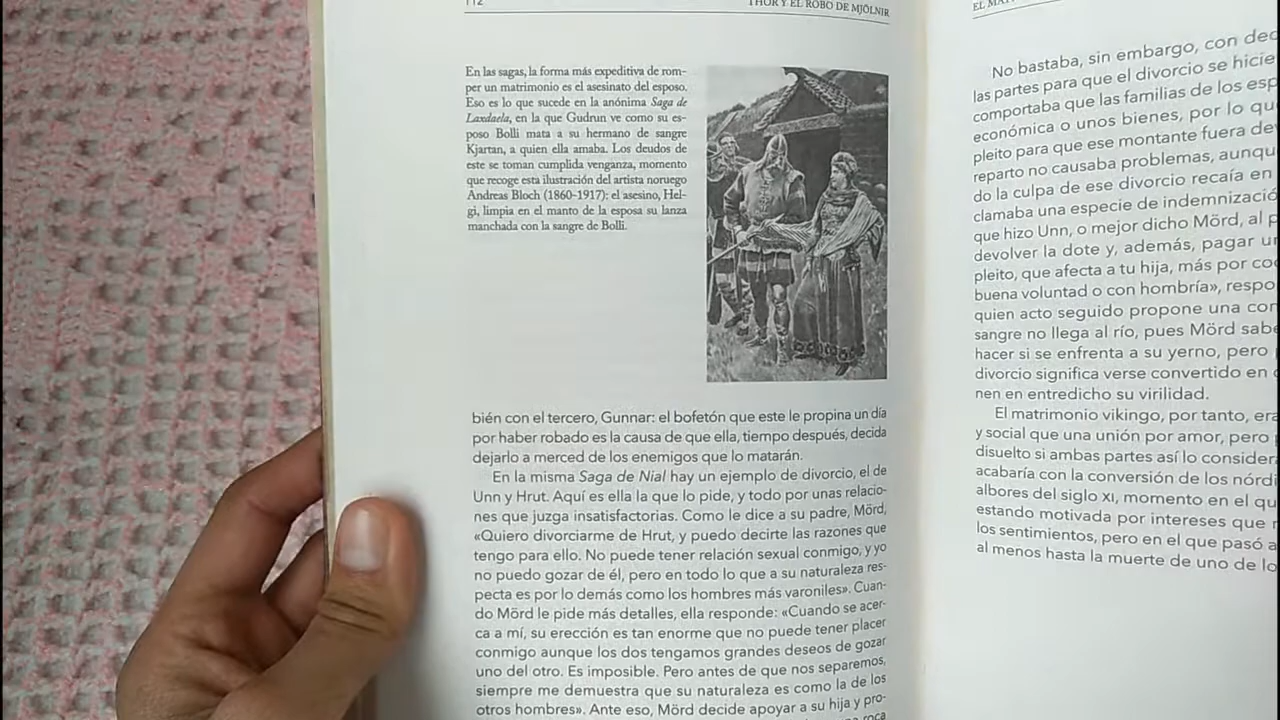 112
THOR Y EL ROBO DE MJÖLNIR
En las sagas, la forma más expeditiva de rom-
per un matrimonio es el asesinato del esposo.
Eso es lo que sucede en la anónima Saga de
Laxdaela, en la que Gudrun ve como su es-
poso Bolli mata a su hermano de sangre
Kjartan, a quien ella amaba. Los deudos de
este se toman cumplida venganza, momento
que recoge esta ilustración del artista noruego
Andreas Bloch (1860-1917): el asesino, Hel-
gi, limpia en el manto de la esposa su lanza
manchada con la sangre de Bolli.
bién con el tercero, Gunnar: el bofetón que este le propina un día
por haber robado es la causa de que ella, tiempo después, decida
dejarlo a merced de los enemigos que lo matarán.
En la misma Saga de Nial hay un ejemplo de divorcio, el de
Unn y Hrut. Aquí es ella la que lo pide, y todo por unas relacio-
nes que juzga insatisfactorias. Como le dice a su padre, Mörd,
«Quiero divorciarme de Hrut, y puedo decirte las razones que
tengo para ello. No puede tener relación sexual conmigo, y yo
no puedo gozar de él, pero en todo lo que a su naturaleza res-
pecta es por lo demás como los hombres más varoniles». Cuan-
do Mörd le pide más detalles, ella responde: «Cuando se acer-
ca a mí, su erección es tan enorme que no puede tener placer
conmigo aunque los dos tengamos grandes deseos de gozar
uno del otro. Es imposible. Pero antes de que nos separemos,
siempre me demuestra que su naturaleza es como la de los
otros hombres». Ante eso, Mörd decide apoyar a su hija y pro-
roca
EL
No bastaba, sin embargo, con
las partes para que el divorcio se
comportaba que las familias de los
económica o unos bienes, por lo
pleito para que ese montante fuera
reparto no causaba problemas,
do la culpa de ese divorcio recaía en
clamaba una especie de
que hizo Unn, o mejor dicho Mörd, al
devolver la dote y, además, pagar
pleito, que afecta a tu hija, más por
buena voluntad o con hombría»,
quien acto seguido propone una
sangre no llega al río, pues Mörd
hacer si se enfrenta a su yerno, pero
divorcio significa verse convertido en
nen en entredicho su virilidad.
El matrimonio vikingo, por tanto,
y social que una unión por amor, pero
disuelto si ambas partes así lo
acabaría con la conversión de los
albores del siglo XI, momento en el
estando motivada por intereses que
los sentimientos, pero en el que pasó
al menos hasta la muerte de uno de